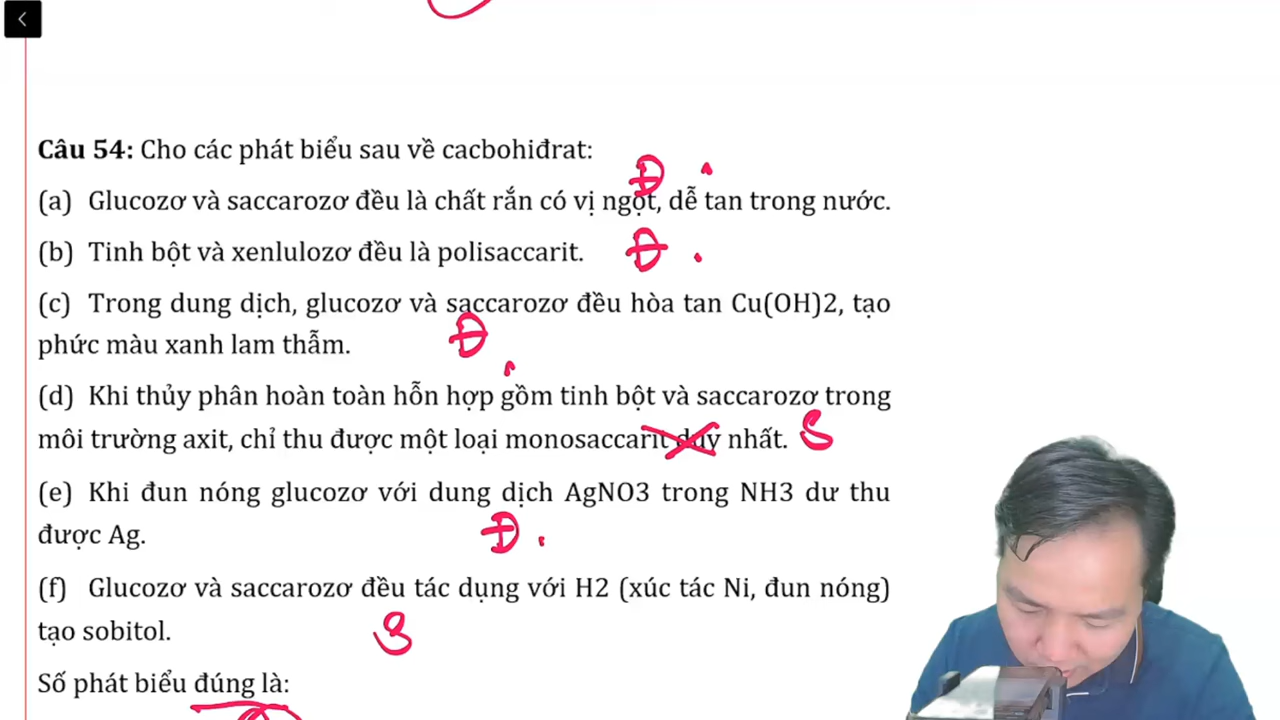 Câu 54: Cho các phát biểu sau về cacbohiđrat:
Đ
(a) Glucozơ và saccarozơ đều là chất rắn có vị ngọt, dễ tan trong nước.
(b) Tinh bột và xenlulozơ đều là polisaccarit. Đ
(c) Trong dung dịch, glucozơ và saccarozơ đều hòa tan Cu(OH)2, tạo
phức màu xanh lam thẫm. Đ
(d) Khi thủy phân hoàn toàn hỗn hợp gồm tinh bột và saccarozơ trong
môi trường axit, chỉ thu được một loại monosaccarit duy nhất. S
(e) Khi đun nóng glucozơ với dung dịch AgNO3 trong NH3 dư thu
được Ag. Đ
(f) Glucozơ và saccarozơ đều tác dụng với H2 (xúc tác Ni, đun nóng)
tạo sobitol. S
Số phát biểu đúng là: